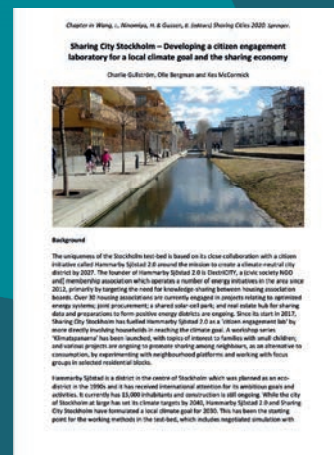 Chapter in Wang, J., Ninomiya, H. & Gussen, B. (editors) Sharing Cities 2020: Springer.
Sharing City Stockholm – Developing a citizen engagement
laboratory for a local climate goal and the sharing economy
Charlie Gullström, Olle Bergman and Kes McCormick
Background
The uniqueness of the Stockholm test-bed is based on its close collaboration with a citizen
initiative called Hammarby Sjöstad 2.0 around the mission to create a climate-neutral city
district by 2027. The founder of Hammarby Sjöstad 2.0 is ElectriCITY, a (civic society NGO
and) membership association which operates a number of energy initiatives in the area since
2012, primarily by targeting the need for knowledge-sharing between housing association
boards. Over 30 housing associations are currently engaged in projects relating to optimized
energy systems; joint procurement; a shared solar-cell park; and real estate hub for sharing
data and preparations to form positive energy districts are ongoing. Since its start in 2017,
Sharing City Stockholm has fuelled Hammarby Sjöstad 2.0 as a 'citizen engagement lab' by
more directly involving households in reaching the climate goal. A workshop series
'Klimatpasarna' has been launched, with topics of interest to families with small children;
and various projects are ongoing to promote sharing among neighbours, as an alternative to
consumption, by experimenting with neighbourhood platforms and working with focus
groups in selected residential blocks.
Hammarby Sjöstad is a district in the centre of Stockholm which was planned as an eco-
district in the 1990s and it has received international attention for its ambitious goals and
activities. It currently has 33,000 inhabitants and construction is still ongoing. While the city
of Stockholm at large has set its climate targets by 2040, Hammarby Sjöstad 2.0 and Sharing
City Stockholm have formulated a local climate goal for 2030. This has been the starting
point for the working methods in the test-bed, which includes negotiated simulation with